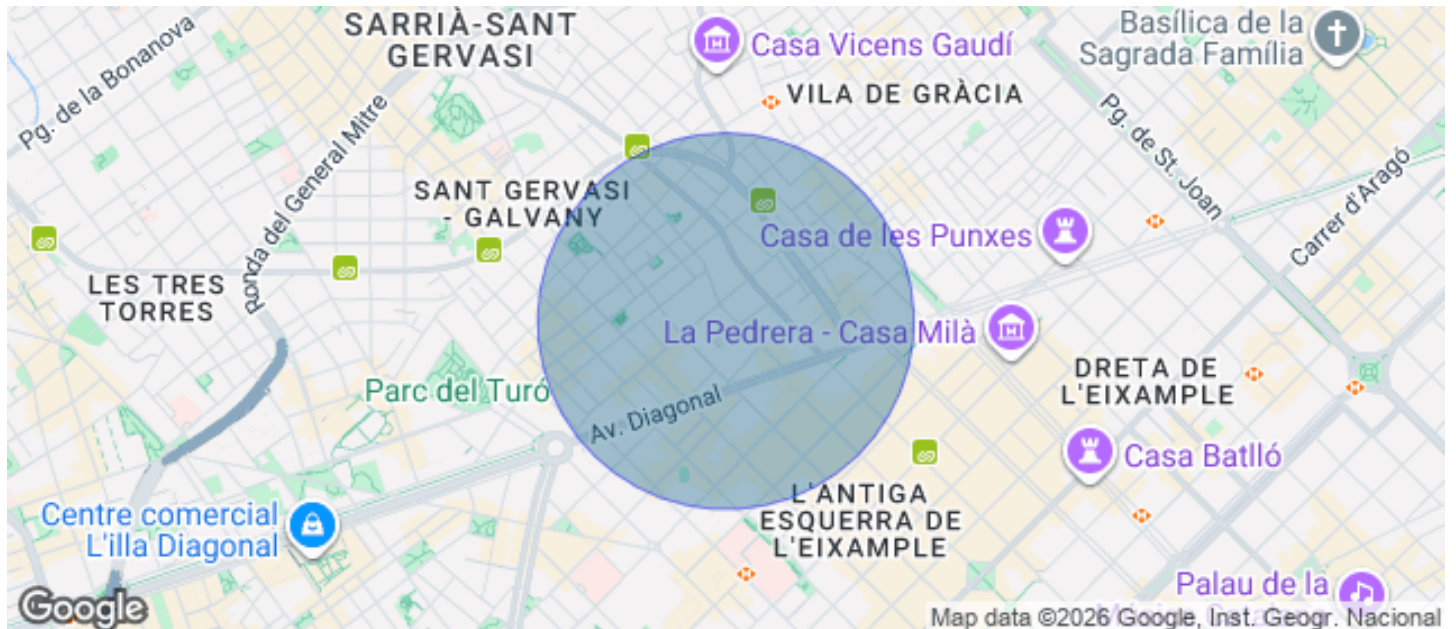 SARRIÀ-SANT
GERVASI
Pg. de la Bonanova
Casa Vicens Gaudí
Basílica de la
Sagrada Família
VILA DE GRÀCIA
Ronda del General Mitre
Pg. de St. Joan
Carrer d'Aragó
SANT GERVASI
- GALVANY
Casa de les Punxes
LES TRES
TORRES
La Pedrera - Casa Milà
DRETA DE
L'EIXAMPLE
Parc del Turó
Av. Diagonal
Casa Batlló
L'ANTIGA
ESQUERRA DE
L'EIXAMPLE
Centre comercial
L'illa Diagonal
Palau de la
Google
Map data ©2026 Google, Inst. Geogr. Nacional